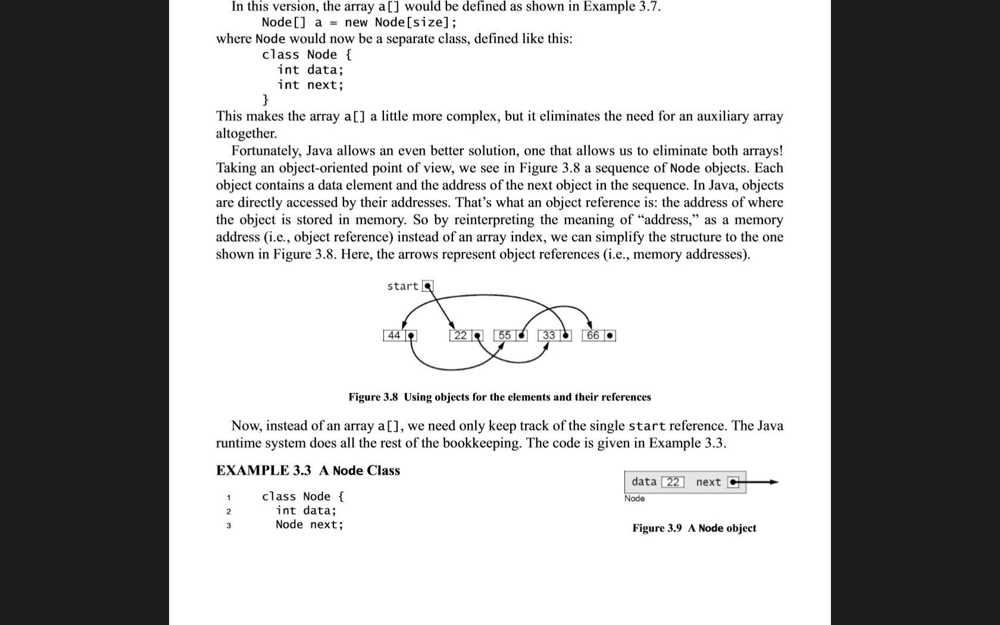 In this version, the array a[] would be defined as shown in Example 3.7.
Node[] a = new Node[size];
where Node would now be a separate class, defined like this:
class Node {
int data;
int next;
}
This makes the array a[] a little more complex, but it eliminates the need for an auxiliary array
altogether.
Fortunately, Java allows an even better solution, one that allows us to eliminate both arrays!
Taking an object-oriented point of view, we see in Figure 3.8 a sequence of Node objects. Each
object contains a data element and the address of the next object in the sequence. In Java, objects
are directly accessed by their addresses. That’s what an object reference is: the address of where
the object is stored in memory. So by reinterpreting the meaning of “address,” as a memory
address (i.e., object reference) instead of an array index, we can simplify the structure to the one
shown in Figure 3.8. Here, the arrows represent object references (i.e., memory addresses).
start
44 22 55 33 66
Figure 3.8 Using objects for the elements and their references
Now, instead of an array a[], we need only keep track of the single start reference. The Java
runtime system does all the rest of the bookkeeping. The code is given in Example 3.3.
EXAMPLE 3.3 A Node Class
1 class Node {
2 int data;
3 Node next;
data 22 next
Node
Figure 3.9 A Node object